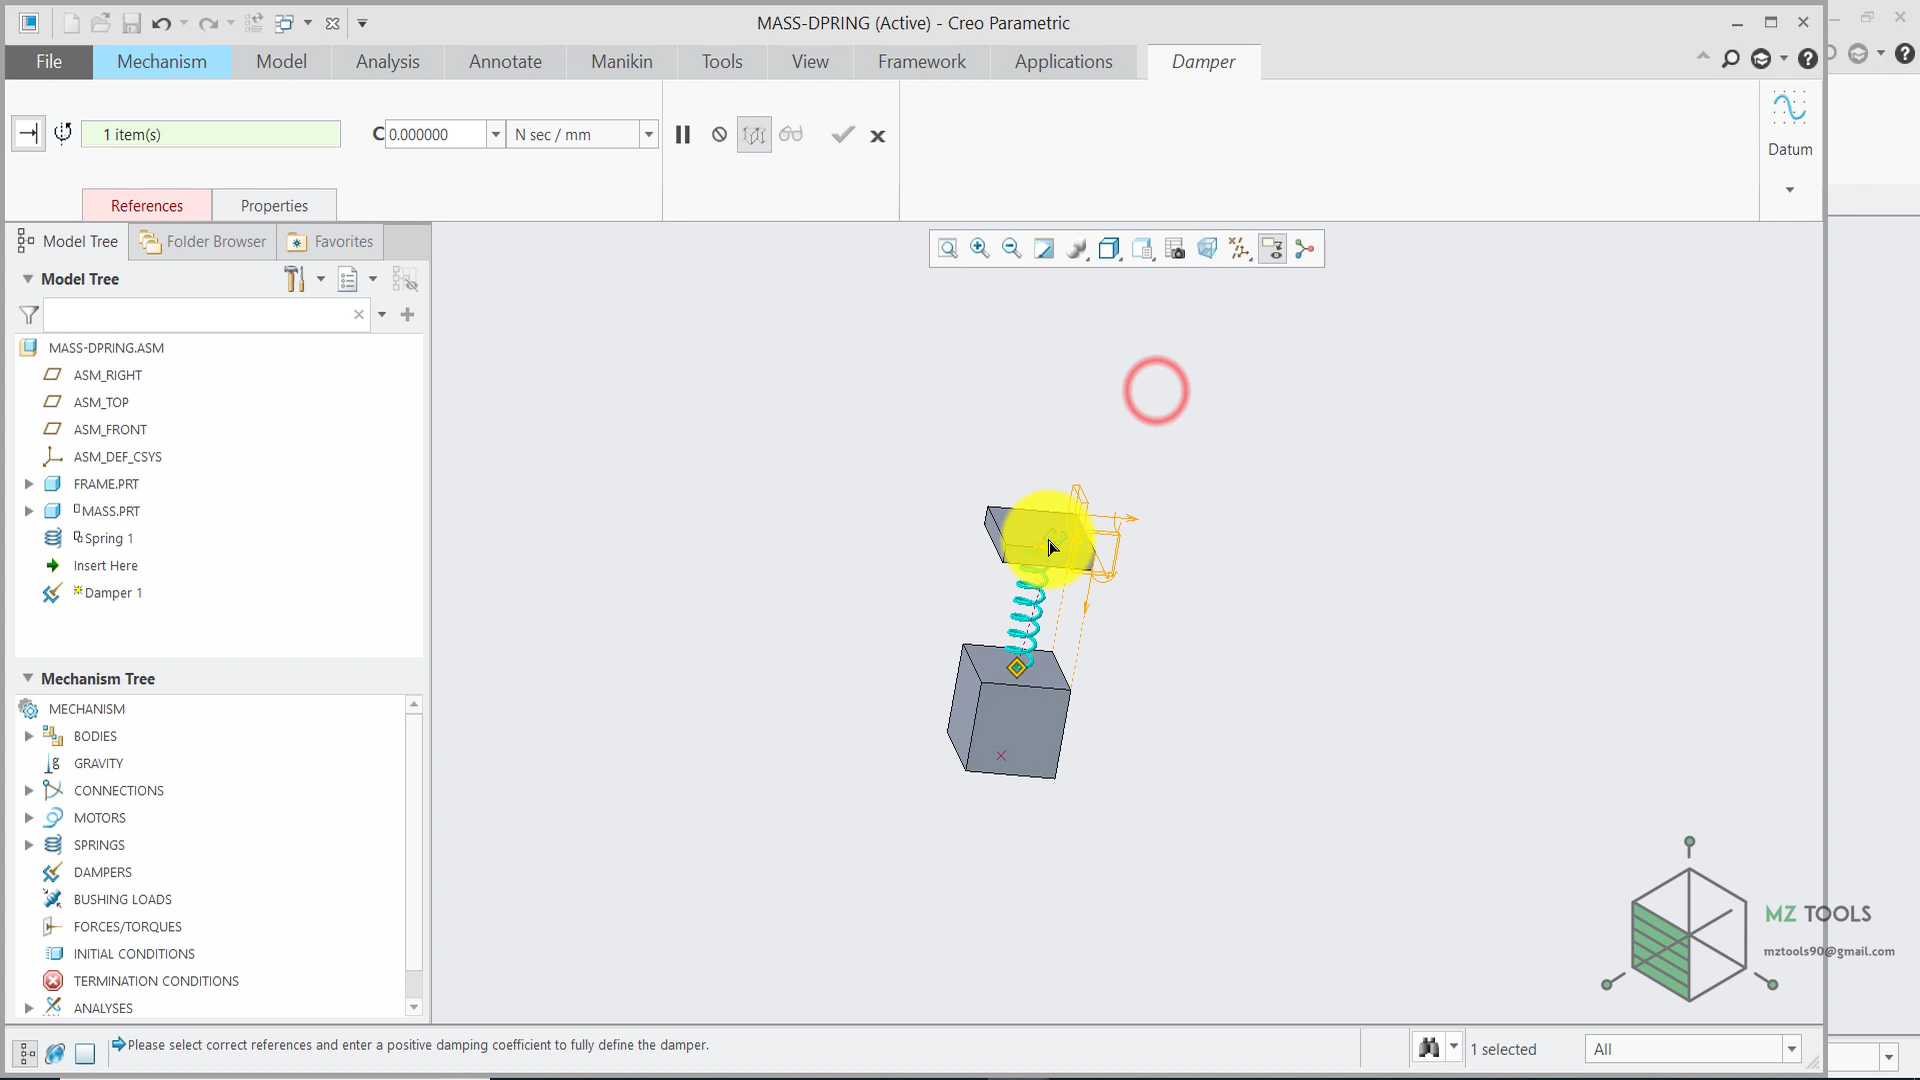 MASS-DPRING (Active) - Creo Parametric
File
Mechanism
Model
Analysis
Annotate
Manikin
Tools
View
Framework
Applications
Damper
1 item(s)
C
0.000000
N sec / mm
Datum
References
Properties
Model Tree
Folder Browser
Favorites
Model Tree
MASS-DPRING.ASM
ASM_RIGHT
ASM_TOP
ASM_FRONT
ASM_DEF_CSYS
FRAME.PRT
MASS.PRT
Spring 1
Insert Here
Damper 1
Mechanism Tree
MECHANISM
BODIES
GRAVITY
CONNECTIONS
MOTORS
SPRINGS
DAMPERS
BUSHING LOADS
FORCES/TORQUES
INITIAL CONDITIONS
TERMINATION CONDITIONS
ANALYSES
MZ TOOLS
mztools90@gmail.com
Please select correct references and enter a positive damping coefficient to fully define the damper.
1 selected
All